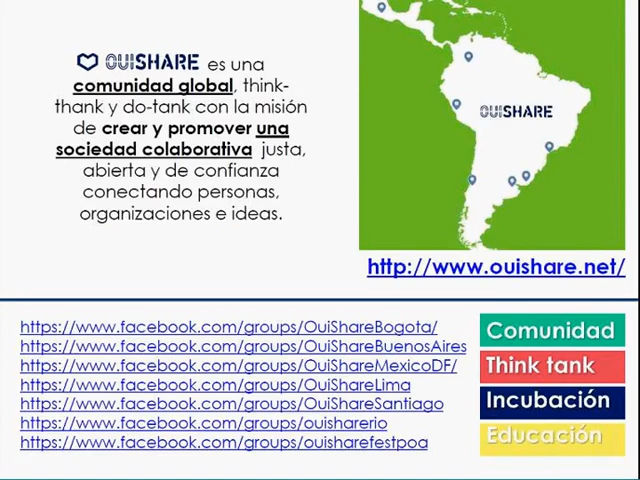 OUISHARE es una
comunidad global, think-
thank y do-tank con la misión
de crear y promover una
sociedad colaborativa justa,
abierta y de confianza
conectando personas,
organizaciones e ideas.
OUISHARE
http://www.ouishare.net/
https://www.facebook.com/groups/OuiShareBogota/
https://www.facebook.com/groups/OuiShareBuenosAires
https://www.facebook.com/groups/OuiShareMexicoDF/
https://www.facebook.com/groups/OuiShareLima
https://www.facebook.com/groups/OuiShareSantiago
https://www.facebook.com/groups/ouisharerio
https://www.facebook.com/groups/ouisharefestpoa
Comunidad
Think tank
Incubación
Educación